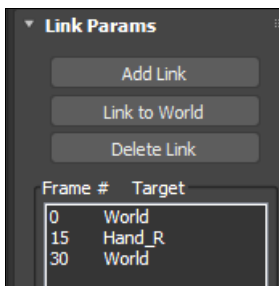 Link Params
Add Link
Link to World
Delete Link
Frame # Target
0 World
15 Hand_R
30 World